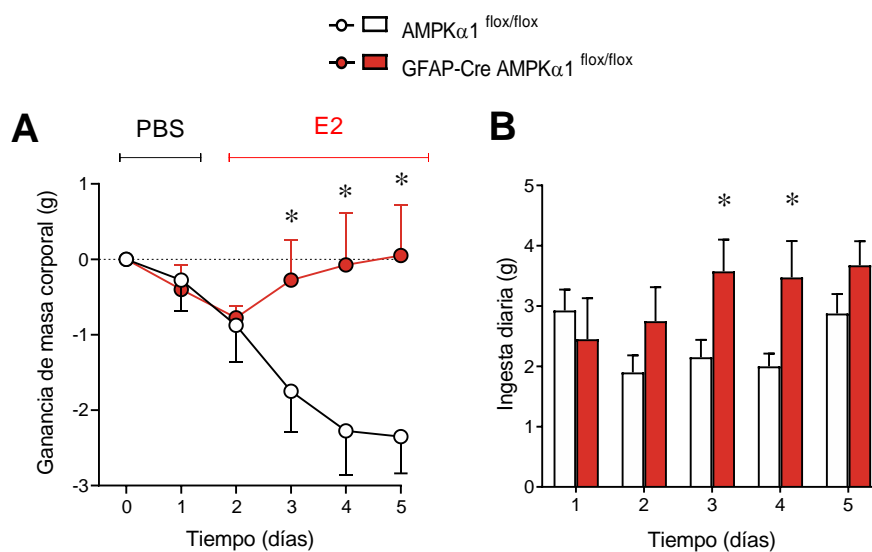 AMPKα1 flox/flox
GFAP-Cre AMPKα1 flox/flox
A
PBS
E2
Ganancia de masa corporal (g)
1
0
-1
-2
-3
* * *
0 1 2 3 4 5
Tiempo (días)
B
Ingesta diaria (g)
5
4
3
2
1
0
* *
1 2 3 4 5
Tiempo (días)